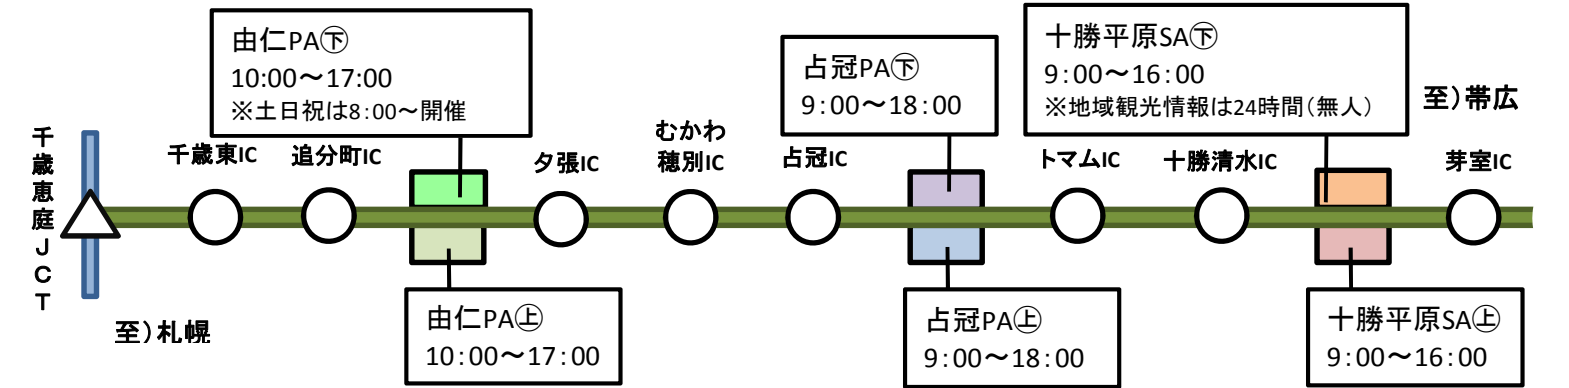 由仁PA㊦
10:00～17:00
※土日祝は8:00～開催
占冠PA㊦
9:00～18:00
十勝平原SA㊦
9:00～16:00
※地域観光情報は24時間(無人)
至)帯広
千歳恵庭JCT
千歳東IC
追分町IC
夕張IC
むかわ
穂別IC
占冠IC
トマムIC
十勝清水IC
芽室IC
至)札幌
由仁PA㊤
10:00～17:00
占冠PA㊤
9:00～18:00
十勝平原SA㊤
9:00～16:00